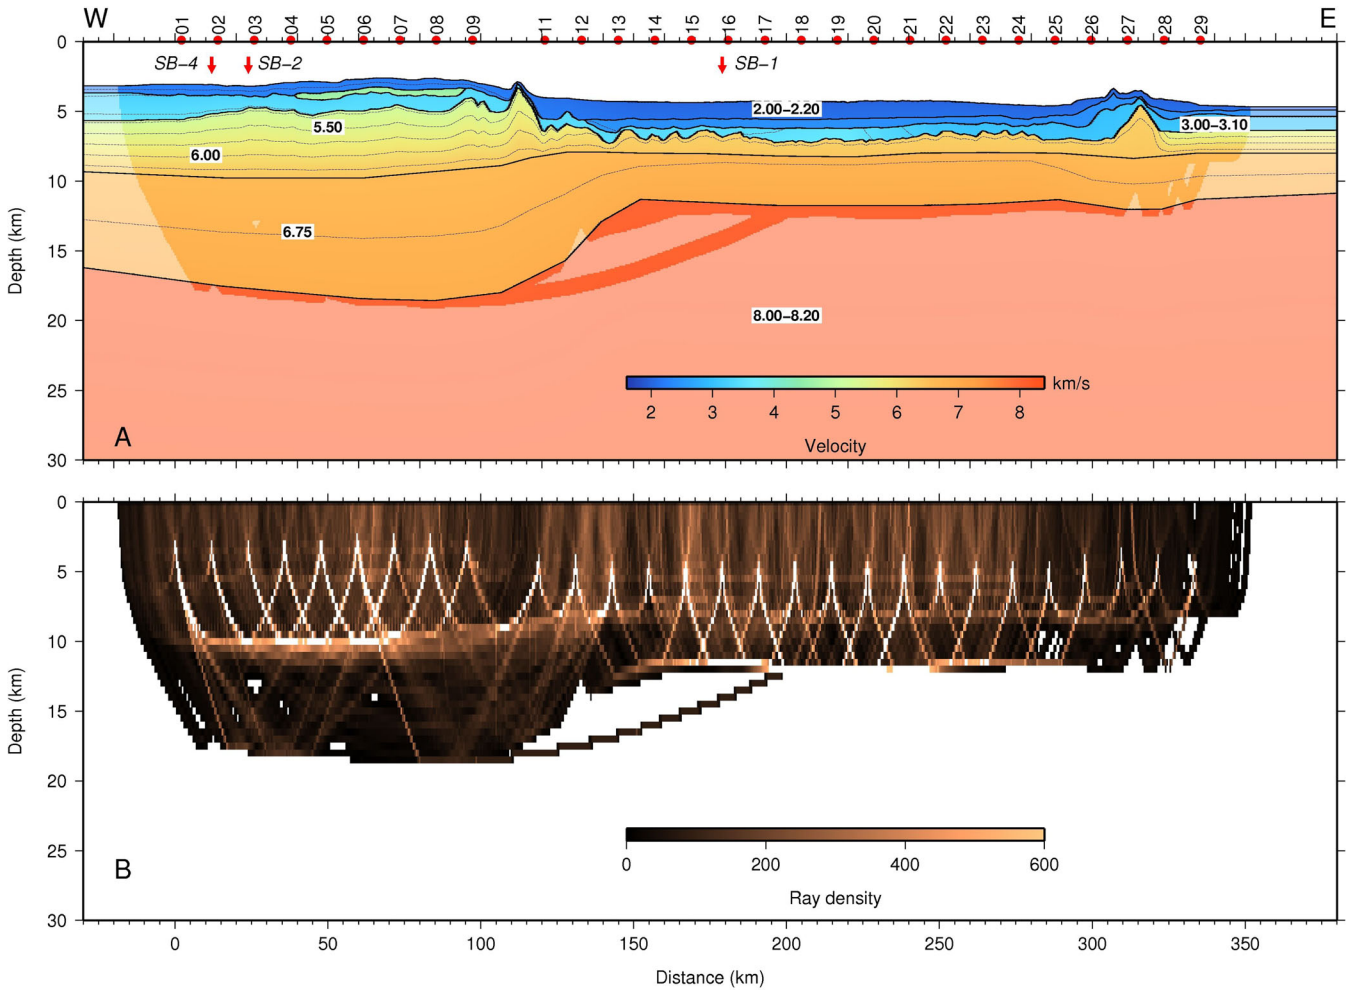 W 01 02 03 04 05 06 07 08 09 11 12 13 14 15 16 17 18 19 20 21 22 23 24 25 26 27 28 29 E
0
SB−4 SB−2 SB−1
5
2.00−2.20
3.00−3.10
5.50
6.00
10
6.75
15
20
8.00−8.20
25
km/s
2 3 4 5 6 7 8
A
Velocity
30
Depth (km)
0
5
10
15
20
25
0 200 400 600
B
Ray density
30
Depth (km)
0 50 100 150 200 250 300 350
Distance (km)